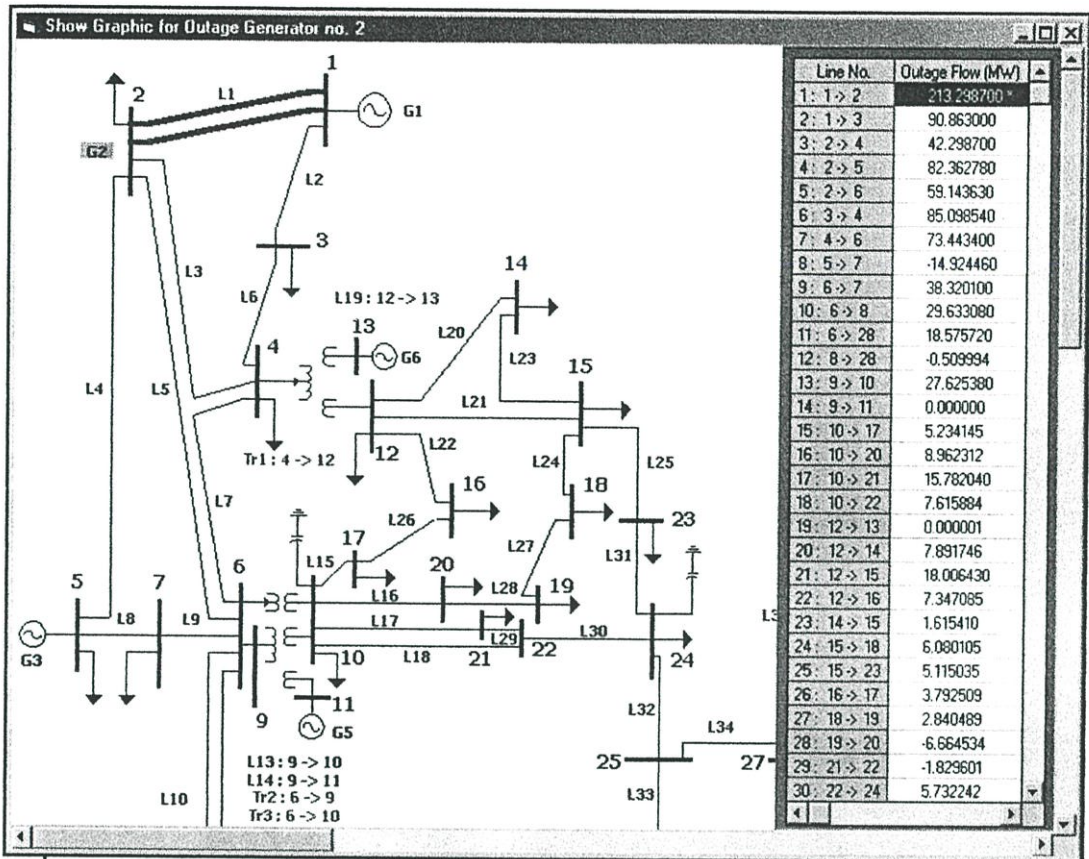 Show Graphic for Outage Generator no. 2
1
2
L1
G1
G2
L2
3
L3
L6
L19 : 12 -> 13
14
13
L20
4
G6
L23
15
L4
L5
L21
12
L22
L24
L25
Tr1 : 4 -> 12
16
18
L7
23
L26
17
L27
L31
5
7
6
L15
20
L28
19
L16
L8
L9
L17
L29
L30
G3
10
L18
21
22
24
9
11
G5
L32
L34
L13 : 9 -> 10
L14 : 9 -> 11
Tr2 : 6 -> 9
Tr3 : 6 -> 10
25
27
L10
L33
Line No. Outage Flow (MW)
1 : 1 -> 2 213.298700 *
2 : 1 -> 3 90.863000
3 : 2 -> 4 42.298700
4 : 2 -> 5 82.362780
5 : 2 -> 6 59.143630
6 : 3 -> 4 85.098540
7 : 4 -> 6 73.443400
8 : 5 -> 7 -14.924460
9 : 6 -> 7 38.320100
10 : 6 -> 8 29.633080
11 : 6 -> 28 18.575720
12 : 8 -> 28 -0.509994
13 : 9 -> 10 27.625380
14 : 9 -> 11 0.000000
15 : 10 -> 17 5.234145
16 : 10 -> 20 8.962312
17 : 10 -> 21 15.782040
18 : 10 -> 22 7.615884
19 : 12 -> 13 0.000001
20 : 12 -> 14 7.891746
21 : 12 -> 15 18.006430
22 : 12 -> 16 7.347085
23 : 14 -> 15 1.615410
24 : 15 -> 18 6.080105
25 : 15 -> 23 5.115035
26 : 16 -> 17 3.792509
27 : 18 -> 19 2.840489
28 : 19 -> 20 -6.664534
29 : 21 -> 22 -1.829601
30 : 22 -> 24 5.732242